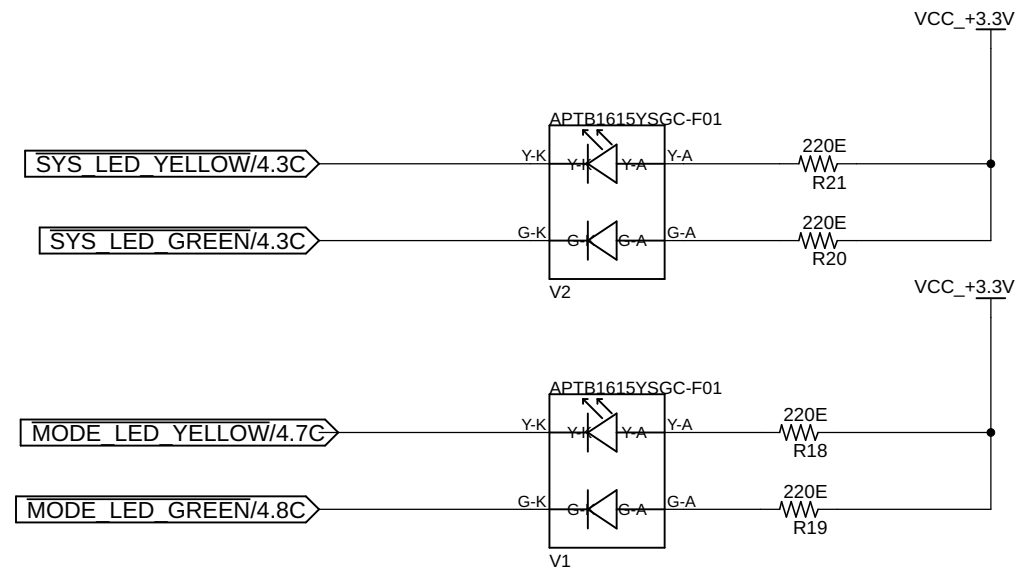 VCC_+3.3V
APTB1615YSGC-F01
SYS_LED_YELLOW/4.3C
Y-K
Y-K
Y-A
Y-A
220E
R21
SYS_LED_GREEN/4.3C
G-K
G-K
G-A
G-A
220E
R20
V2
VCC_+3.3V
APTB1615YSGC-F01
MODE_LED_YELLOW/4.7C
Y-K
Y-K
Y-A
Y-A
220E
R18
MODE_LED_GREEN/4.8C
G-K
G-K
G-A
G-A
220E
R19
V1